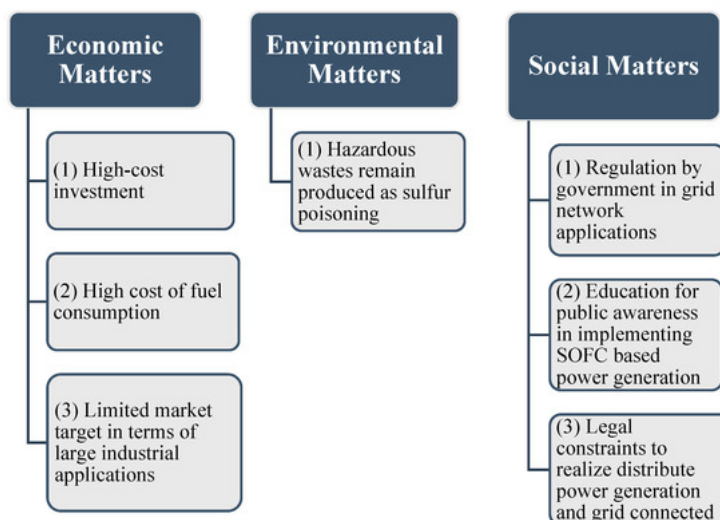 Economic
Matters
(1) High-cost
investment
(2) High cost of fuel
consumption
(3) Limited market
target in terms of
large industrial
applications
Environmental
Matters
(1) Hazardous
wastes remain
produced as sulfur
poisoning
Social Matters
(1) Regulation by
government in grid
network
applications
(2) Education for
public awareness
in implementing
SOFC based
power generation
(3) Legal
constraints to
realize distribute
power generation
and grid connected